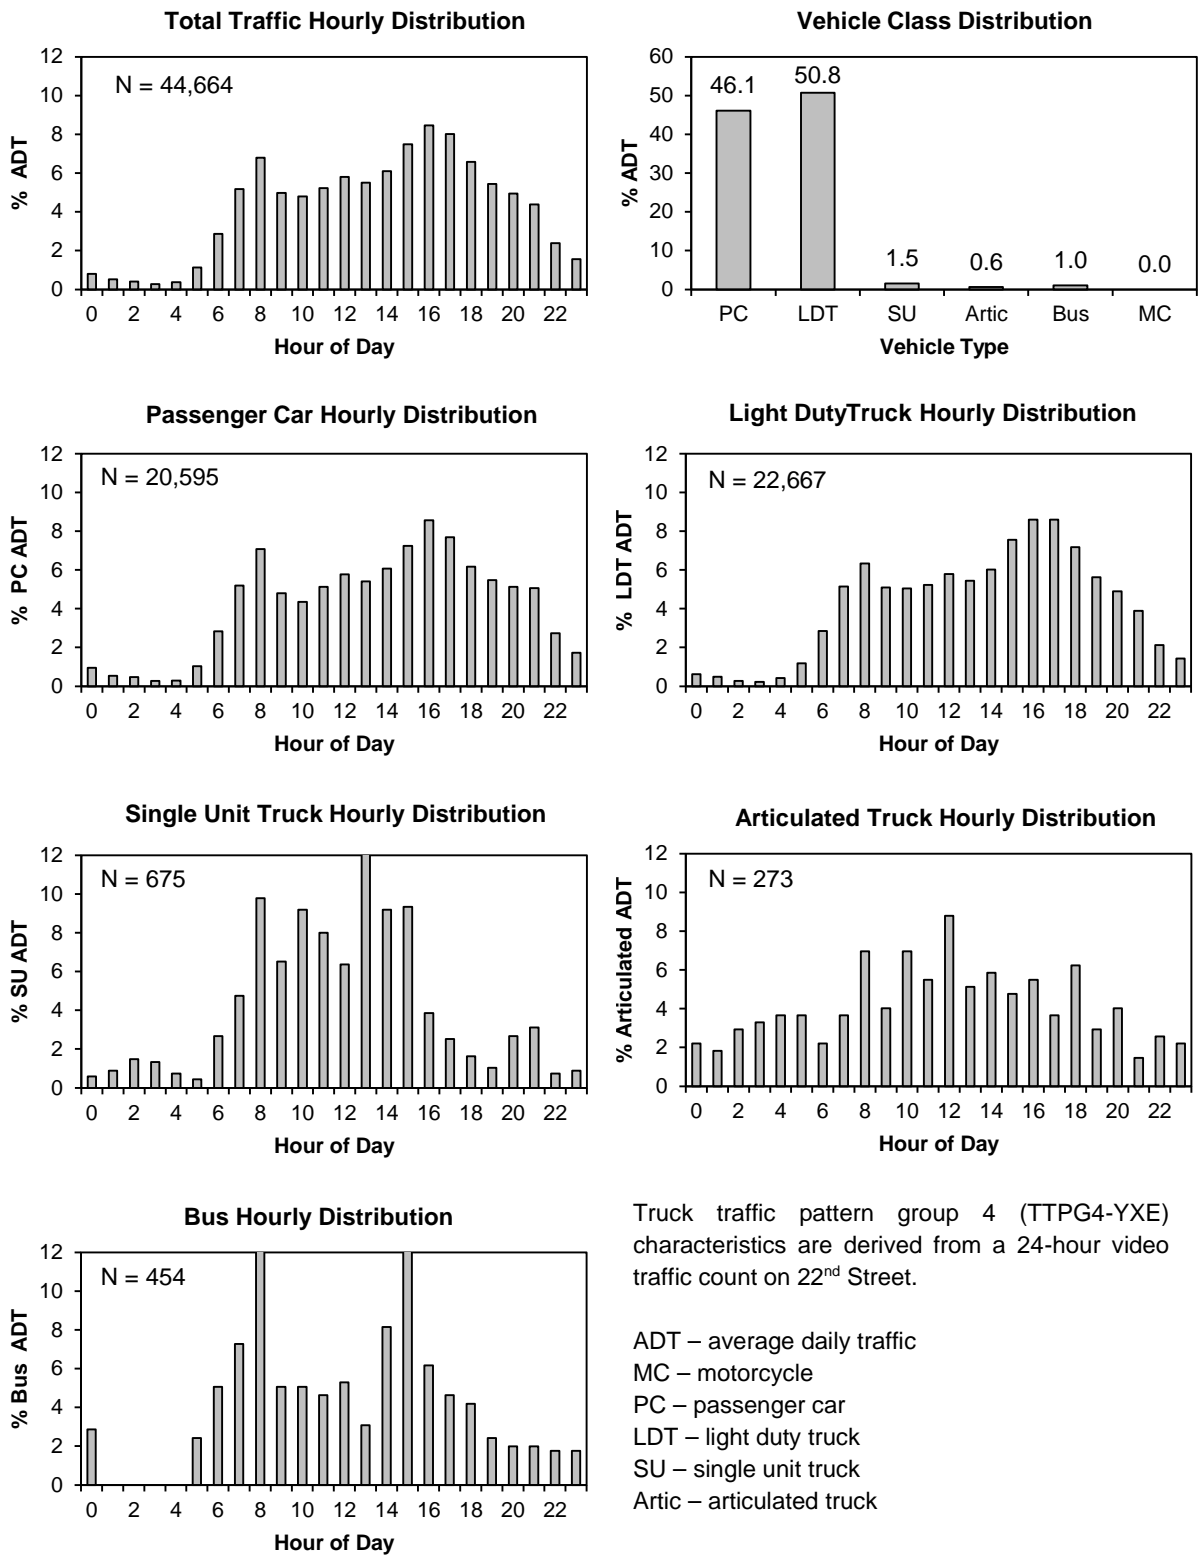 Total Traffic Hourly Distribution
12
10
8
6
4
2
0
% ADT
N = 44,664
0 2 4 6 8 10 12 14 16 18 20 22
Hour of Day
Vehicle Class Distribution
60
50
40
30
20
10
0
% ADT
46.1 50.8 1.5 0.6 1.0 0.0
PC LDT SU Artic Bus MC
Vehicle Type
Passenger Car Hourly Distribution
12
10
8
6
4
2
0
% PC ADT
N = 20,595
0 2 4 6 8 10 12 14 16 18 20 22
Hour of Day
Light DutyTruck Hourly Distribution
12
10
8
6
4
2
0
% LDT ADT
N = 22,667
0 2 4 6 8 10 12 14 16 18 20 22
Hour of Day
Single Unit Truck Hourly Distribution
12
10
8
6
4
2
0
% SU ADT
N = 675
0 2 4 6 8 10 12 14 16 18 20 22
Hour of Day
Articulated Truck Hourly Distribution
12
10
8
6
4
2
0
% Articulated ADT
N = 273
0 2 4 6 8 10 12 14 16 18 20 22
Hour of Day
Bus Hourly Distribution
12
10
8
6
4
2
0
% Bus ADT
N = 454
0 2 4 6 8 10 12 14 16 18 20 22
Hour of Day
Truck traffic pattern group 4 (TTPG4-YXE)
characteristics are derived from a 24-hour video
traffic count on 22nd Street.
ADT – average daily traffic
MC – motorcycle
PC – passenger car
LDT – light duty truck
SU – single unit truck
Artic – articulated truck